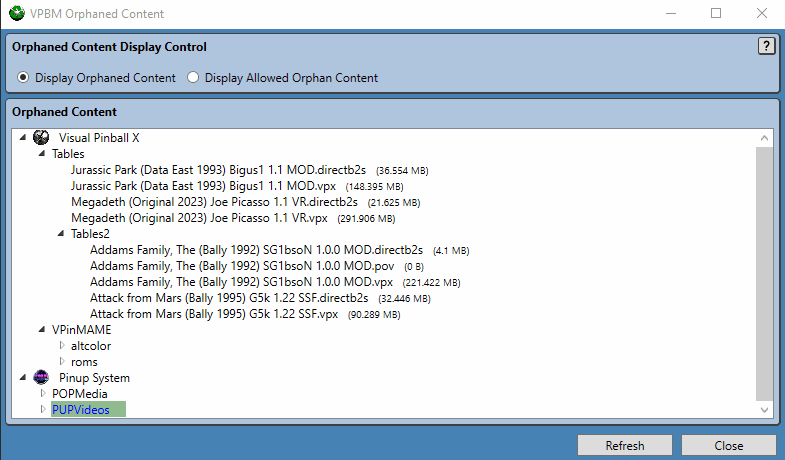 VPBM Orphaned Content
Orphaned Content Display Control
?
Display Orphaned Content Display Allowed Orphan Content
Orphaned Content
Visual Pinball X
Tables
Jurassic Park (Data East 1993) Bigus1 1.1 MOD.directb2s (36.554 MB)
Jurassic Park (Data East 1993) Bigus1 1.1 MOD.vpx (148.395 MB)
Megadeth (Original 2023) Joe Picasso 1.1 VR.directb2s (21.625 MB)
Megadeth (Original 2023) Joe Picasso 1.1 VR.vpx (291.906 MB)
Tables2
Addams Family, The (Bally 1992) SG1bsoN 1.0.0 MOD.directb2s (4.1 MB)
Addams Family, The (Bally 1992) SG1bsoN 1.0.0 MOD.pov (0 B)
Addams Family, The (Bally 1992) SG1bsoN 1.0.0 MOD.vpx (221.422 MB)
Attack from Mars (Bally 1995) G5k 1.22 SSF.directb2s (32.446 MB)
Attack from Mars (Bally 1995) G5k 1.22 SSF.vpx (90.289 MB)
VPinMAME
altcolor
roms
Pinup System
POPMedia
PUPVideos
Refresh Close